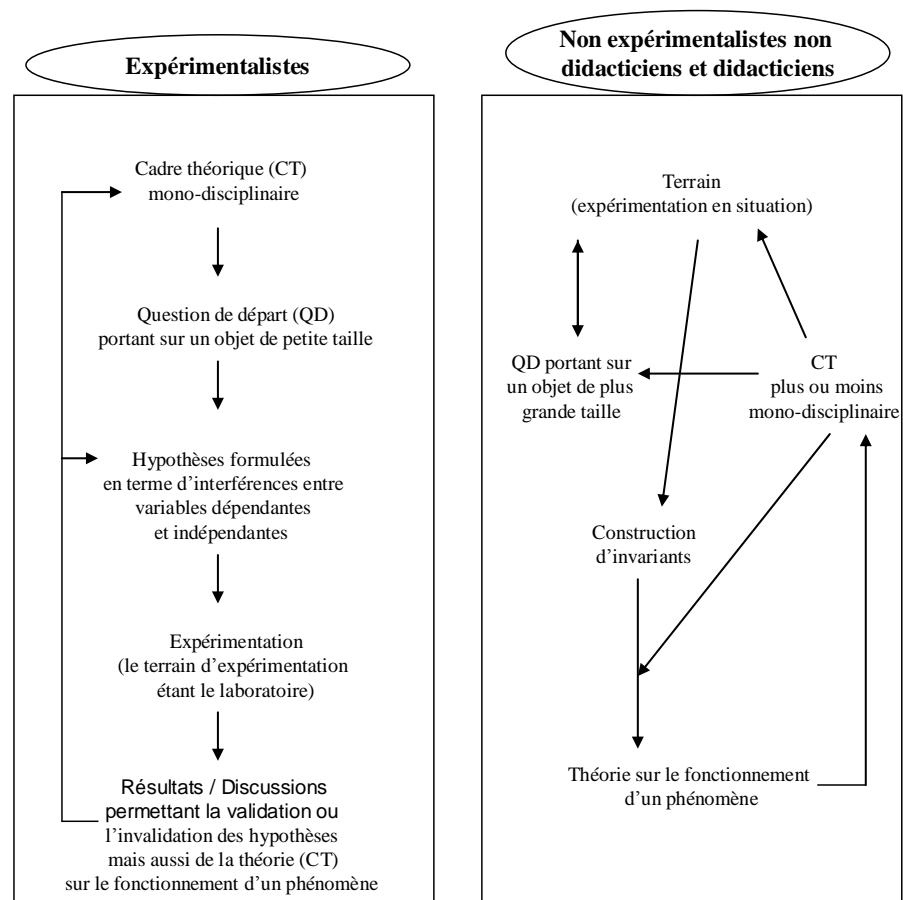 Expérimentalistes
Cadre théorique (CT)
mono-disciplinaire
Question de départ (QD)
portant sur un objet de petite taille
Hypothèses formulées
en terme d’interférences entre
variables dépendantes
et indépendantes
Expérimentation
(le terrain d’expérimentation
étant le laboratoire)
Résultats / Discussions
permettant la validation ou
l’invalidation des hypothèses
mais aussi de la théorie (CT)
sur le fonctionnement d’un phénomène
Non expérimentalistes non
didacticiens et didacticiens
Terrain
(expérimentation en situation)
QD portant sur
un objet de plus
grande taille
CT
plus ou moins
mono-disciplinaire
Construction
d’invariants
Théorie sur le fonctionnement
d’un phénomène